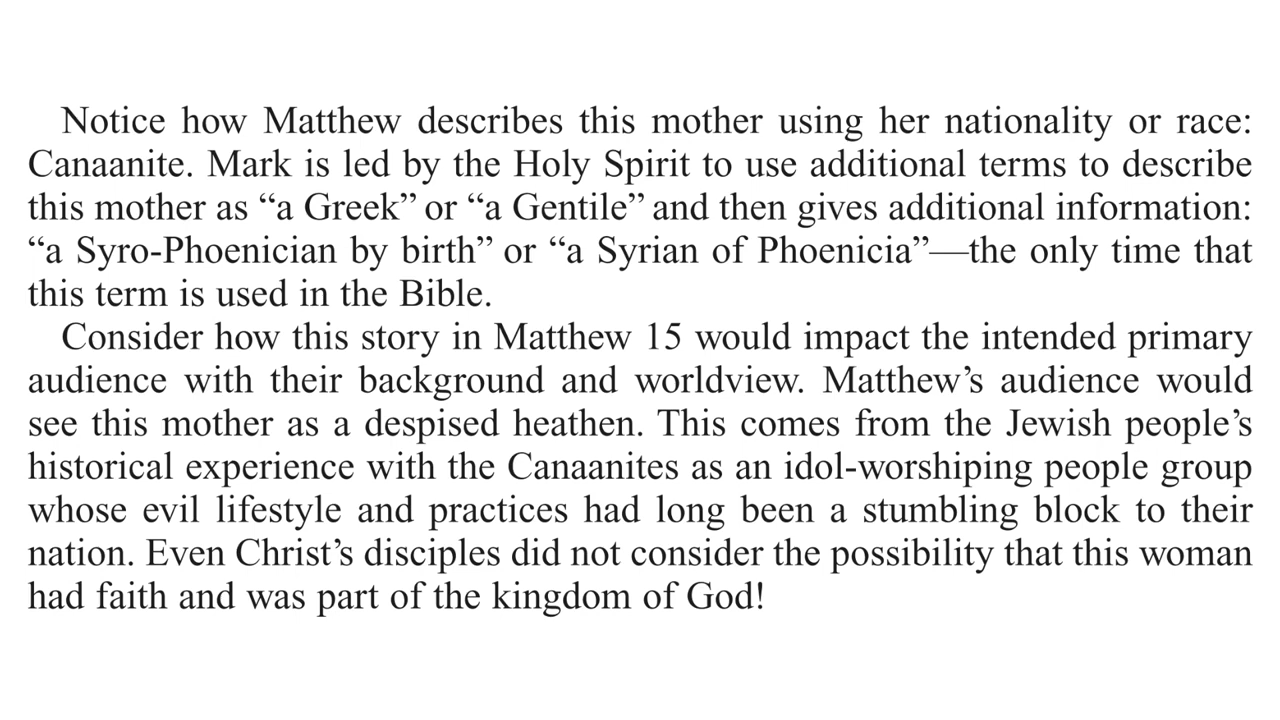 Notice how Matthew describes this mother using her nationality or race:
Canaanite. Mark is led by the Holy Spirit to use additional terms to describe
this mother as “a Greek” or “a Gentile” and then gives additional information:
“a Syro-Phoenician by birth” or “a Syrian of Phoenicia”—the only time that
this term is used in the Bible.
Consider how this story in Matthew 15 would impact the intended primary
audience with their background and worldview. Matthew’s audience would
see this mother as a despised heathen. This comes from the Jewish people’s
historical experience with the Canaanites as an idol-worshiping people group
whose evil lifestyle and practices had long been a stumbling block to their
nation. Even Christ’s disciples did not consider the possibility that this woman
had faith and was part of the kingdom of God!